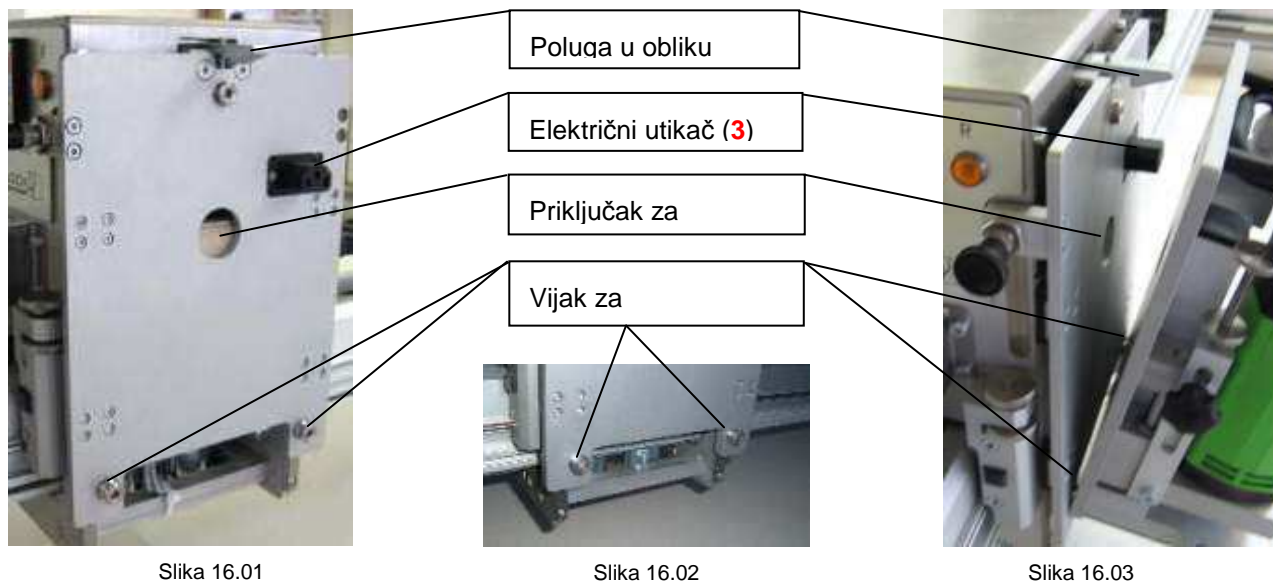 Poluga u obliku
Električni utikač (3)
Priključak za
Vijak za
Slika 16.01
Slika 16.02
Slika 16.03